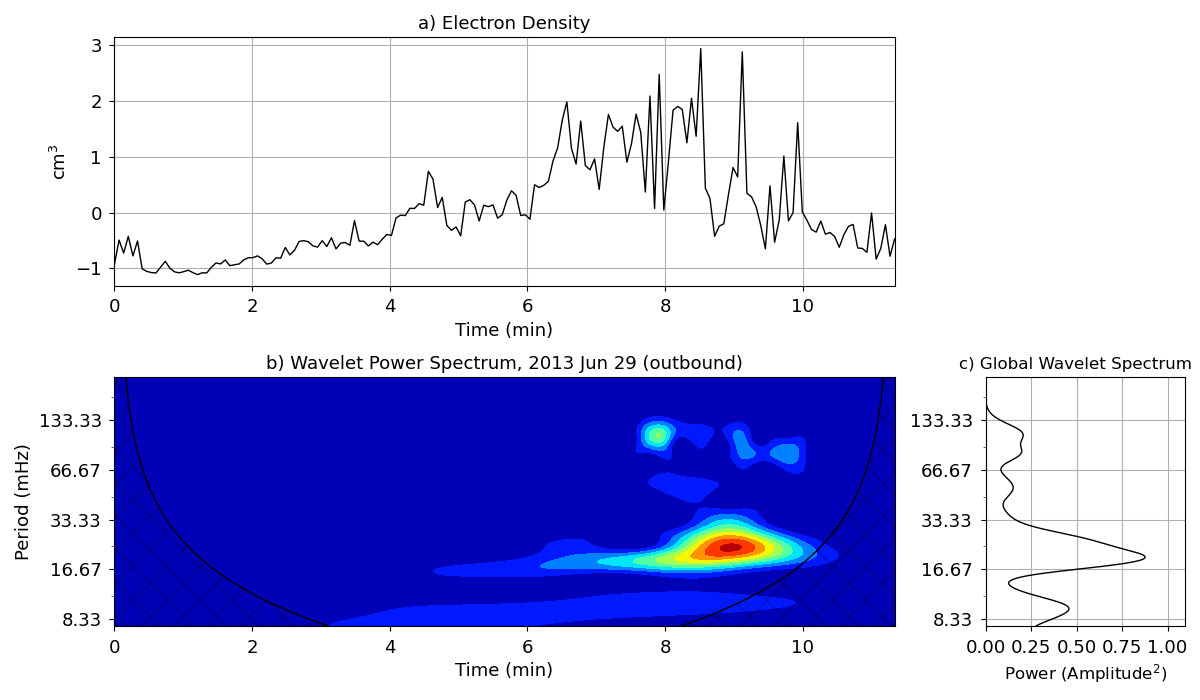 a) Electron Density
3
2
1
0
−1
cm³
0 2 4 6 8 10
Time (min)
b) Wavelet Power Spectrum, 2013 Jun 29 (outbound)
133.33
66.67
33.33
16.67
8.33
Period (mHz)
0 2 4 6 8 10
Time (min)
c) Global Wavelet Spectrum
133.33
66.67
33.33
16.67
8.33
0.00 0.25 0.50 0.75 1.00
Power (Amplitude²)